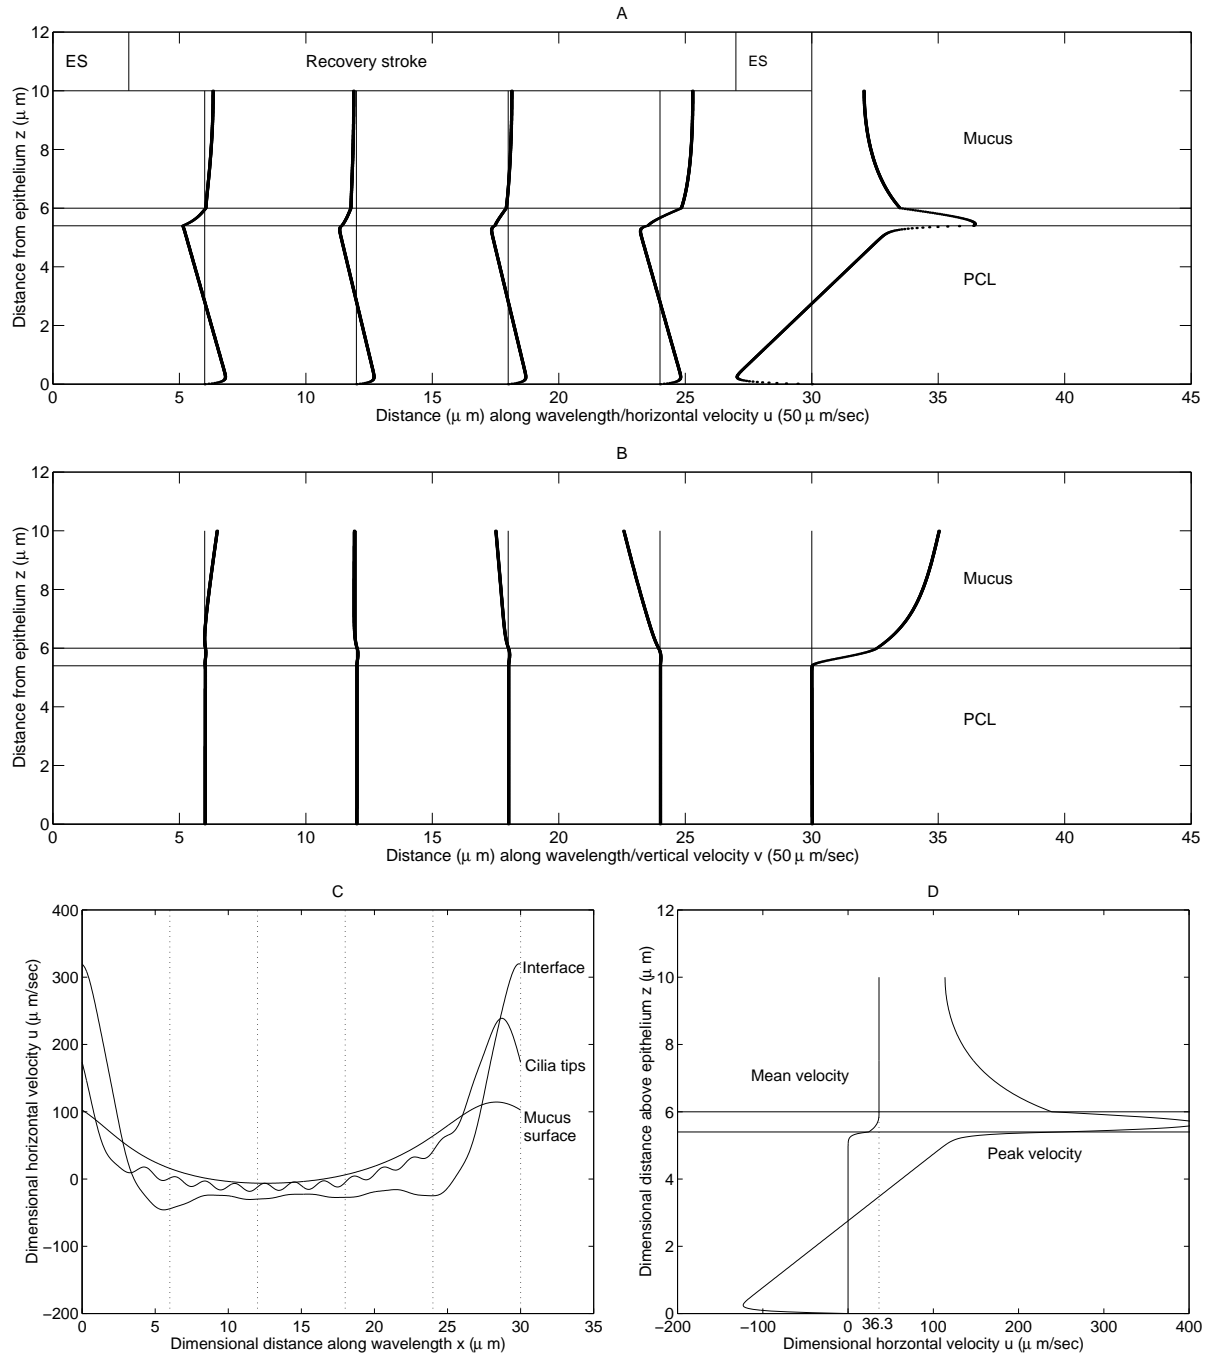 A
12
10
8
6
4
2
0
Distance from epithelium z (μ m)
ES
Recovery stroke
ES
Mucus
PCL
0 5 10 15 20 25 30 35 40 45
Distance (μ m) along wavelength/horizontal velocity u (50 μ m/sec)
B
12
10
8
6
4
2
0
Distance from epithelium z (μ m)
Mucus
PCL
0 5 10 15 20 25 30 35 40 45
Distance (μ m) along wavelength/vertical velocity v (50 μ m/sec)
C
400
300
200
100
0
−100
−200
Dimensional horizontal velocity u (μ m/sec)
Interface
Cilia tips
Mucus
surface
0 5 10 15 20 25 30 35
Dimensional distance along wavelength x (μ m)
D
12
10
8
6
4
2
0
Dimensional distance above epithelium z (μ m)
Mean velocity
Peak velocity
−200 −100 0 36.3 100 200 300 400
Dimensional horzontal velocity u (μ m/sec)